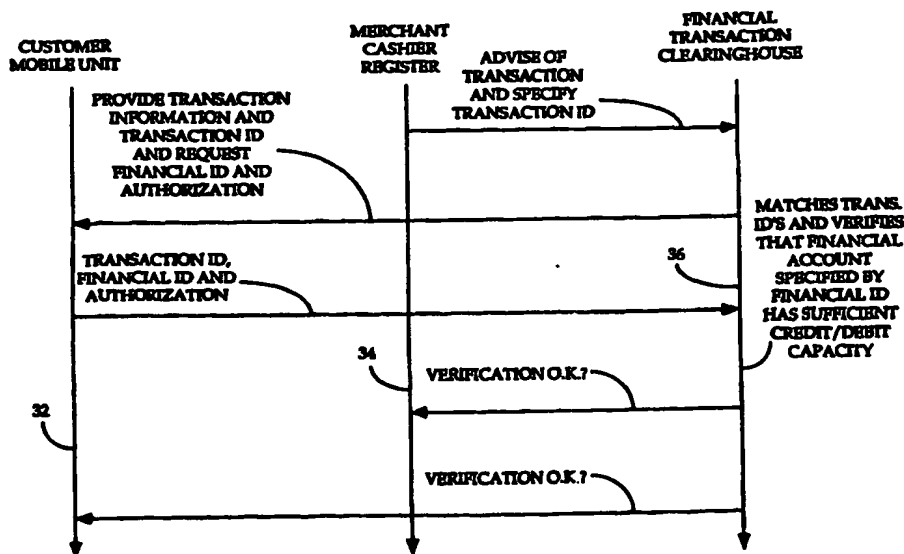 CUSTOMER
MOBILE UNIT
MERCHANT
CASHIER
REGISTER
FINANCIAL
TRANSACTION
CLEARINGHOUSE
ADVISE OF
TRANSACTION
AND SPECIFY
TRANSACTION ID
PROVIDE TRANSACTION
INFORMATION AND
TRANSACTION ID
AND REQUEST
FINANCIAL ID AND
AUTHORIZATION
TRANSACTION ID,
FINANCIAL ID AND
AUTHORIZATION
36
MATCHES TRANS.
ID'S AND VERIFIES
THAT FINANCIAL
ACCOUNT
SPECIFIED BY
FINANCIAL ID
HAS SUFFICIENT
CREDIT/DEBIT
CAPACITY
34
VERIFICATION O.K.?
32
VERIFICATION O.K.?